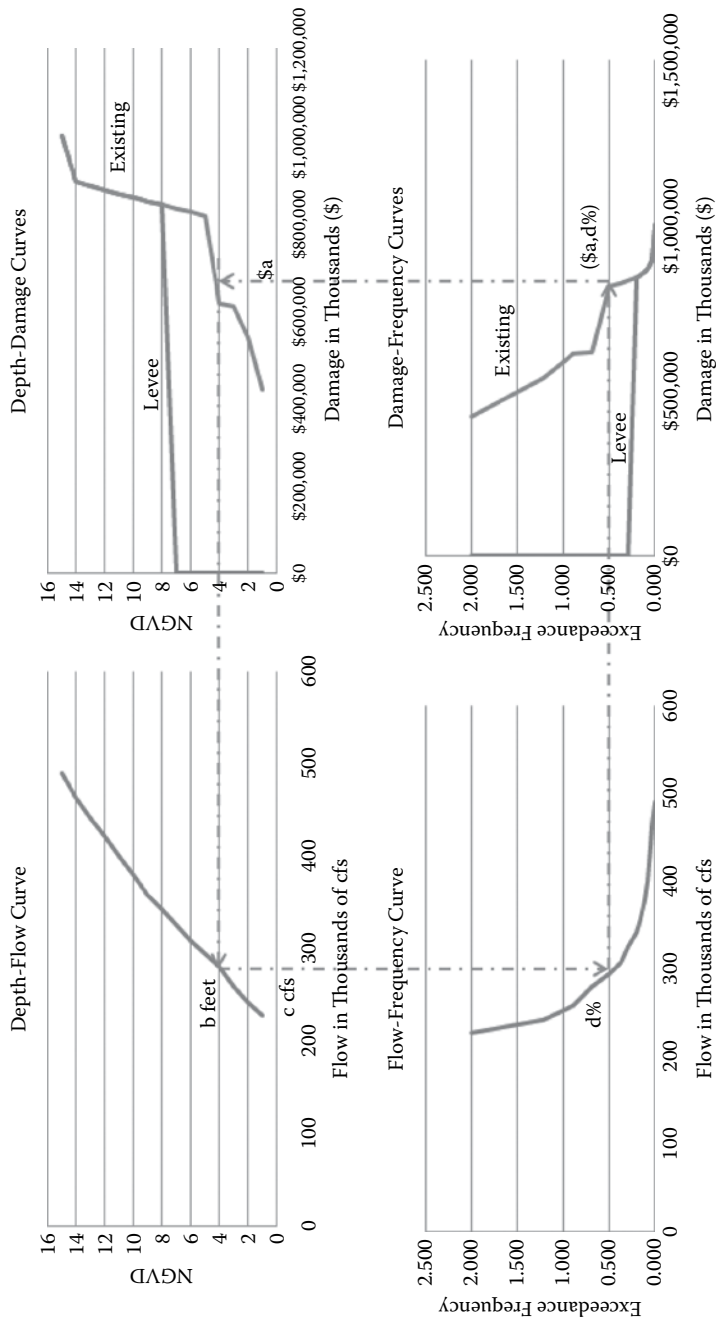 Depth-Flow Curve
NGVD
16
14
12
10
8
6
4
2
0
b feet
c cfs
0
100
200
300
400
500
600
Flow in Thousands of cfs
Depth-Damage Curves
NGVD
16
14
12
10
8
6
4
2
0
Levee
Existing
$a
$0
$200,000
$400,000
$600,000
$800,000
$1,000,000
$1,200,000
Damage in Thousands ($)
Flow-Frequency Curve
Exceedance Frequency
2.500
2.000
1.500
1.000
0.500
0.000
d%
0
100
200
300
400
500
600
Flow in Thousands of cfs
Damage-Frequency Curves
Exceedance Frequency
2.500
2.000
1.500
1.000
0.500
0.000
Existing
Levee
($a,d%)
$0
$500,000
$1,000,000
$1,500,000
Damage in Thousands ($)